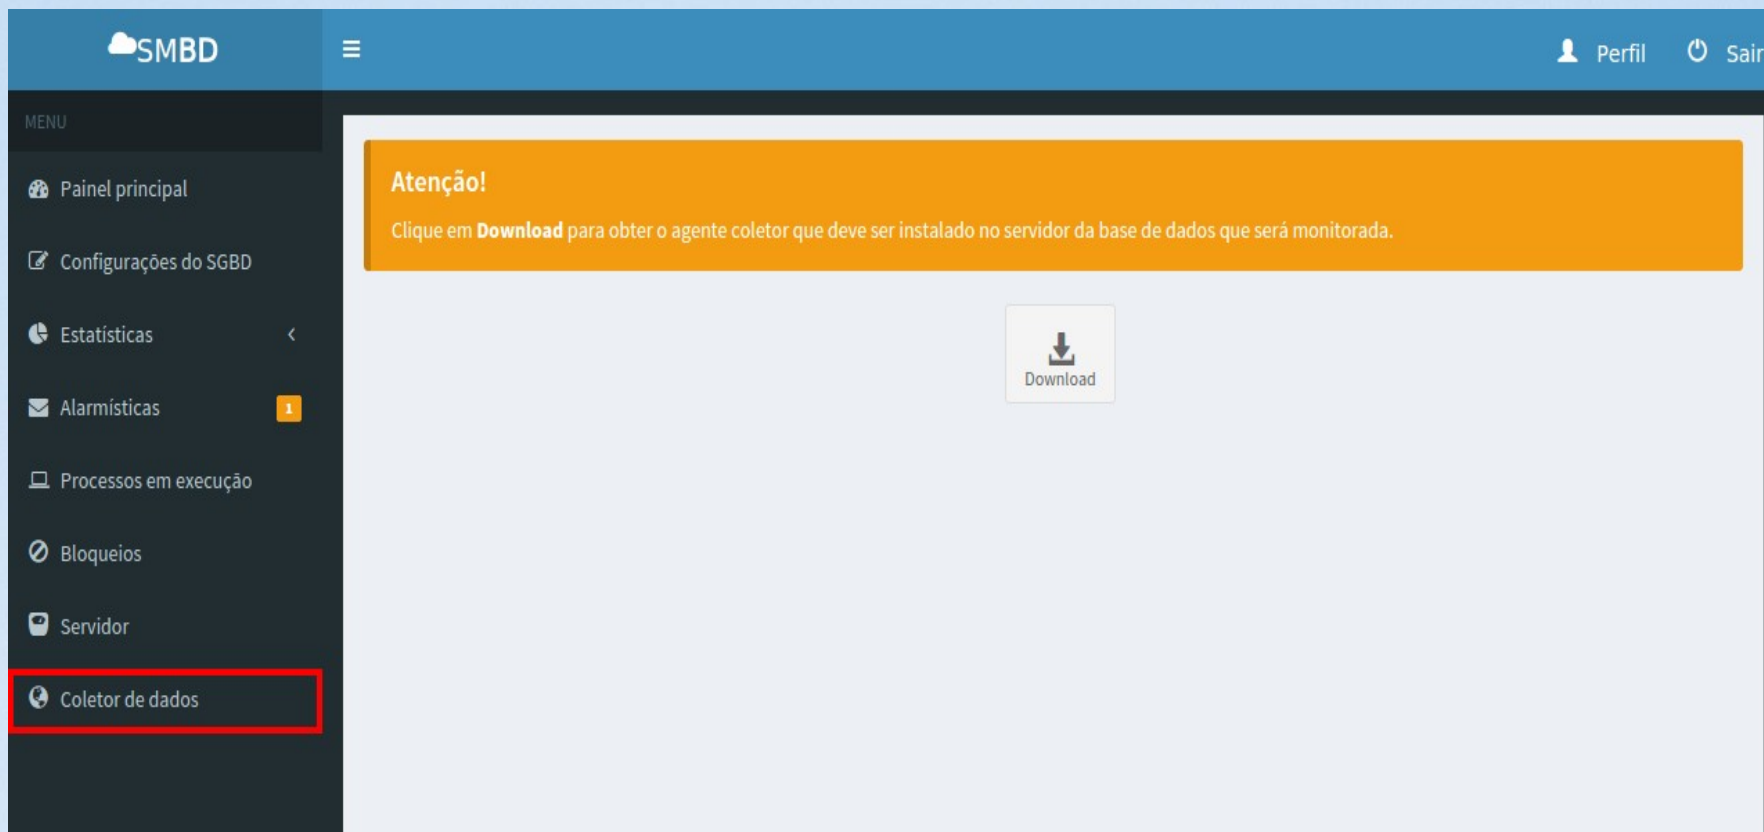 SMBD
Perfil
Sair
MENU
Painel principal
Configurações do SGBD
Estatísticas
Alarmísticas
1
Processos em execução
Bloqueios
Servidor
Coletor de dados
Atenção!
Clique em Download para obter o agente coletor que deve ser instalado no servidor da base de dados que será monitorada.
Download